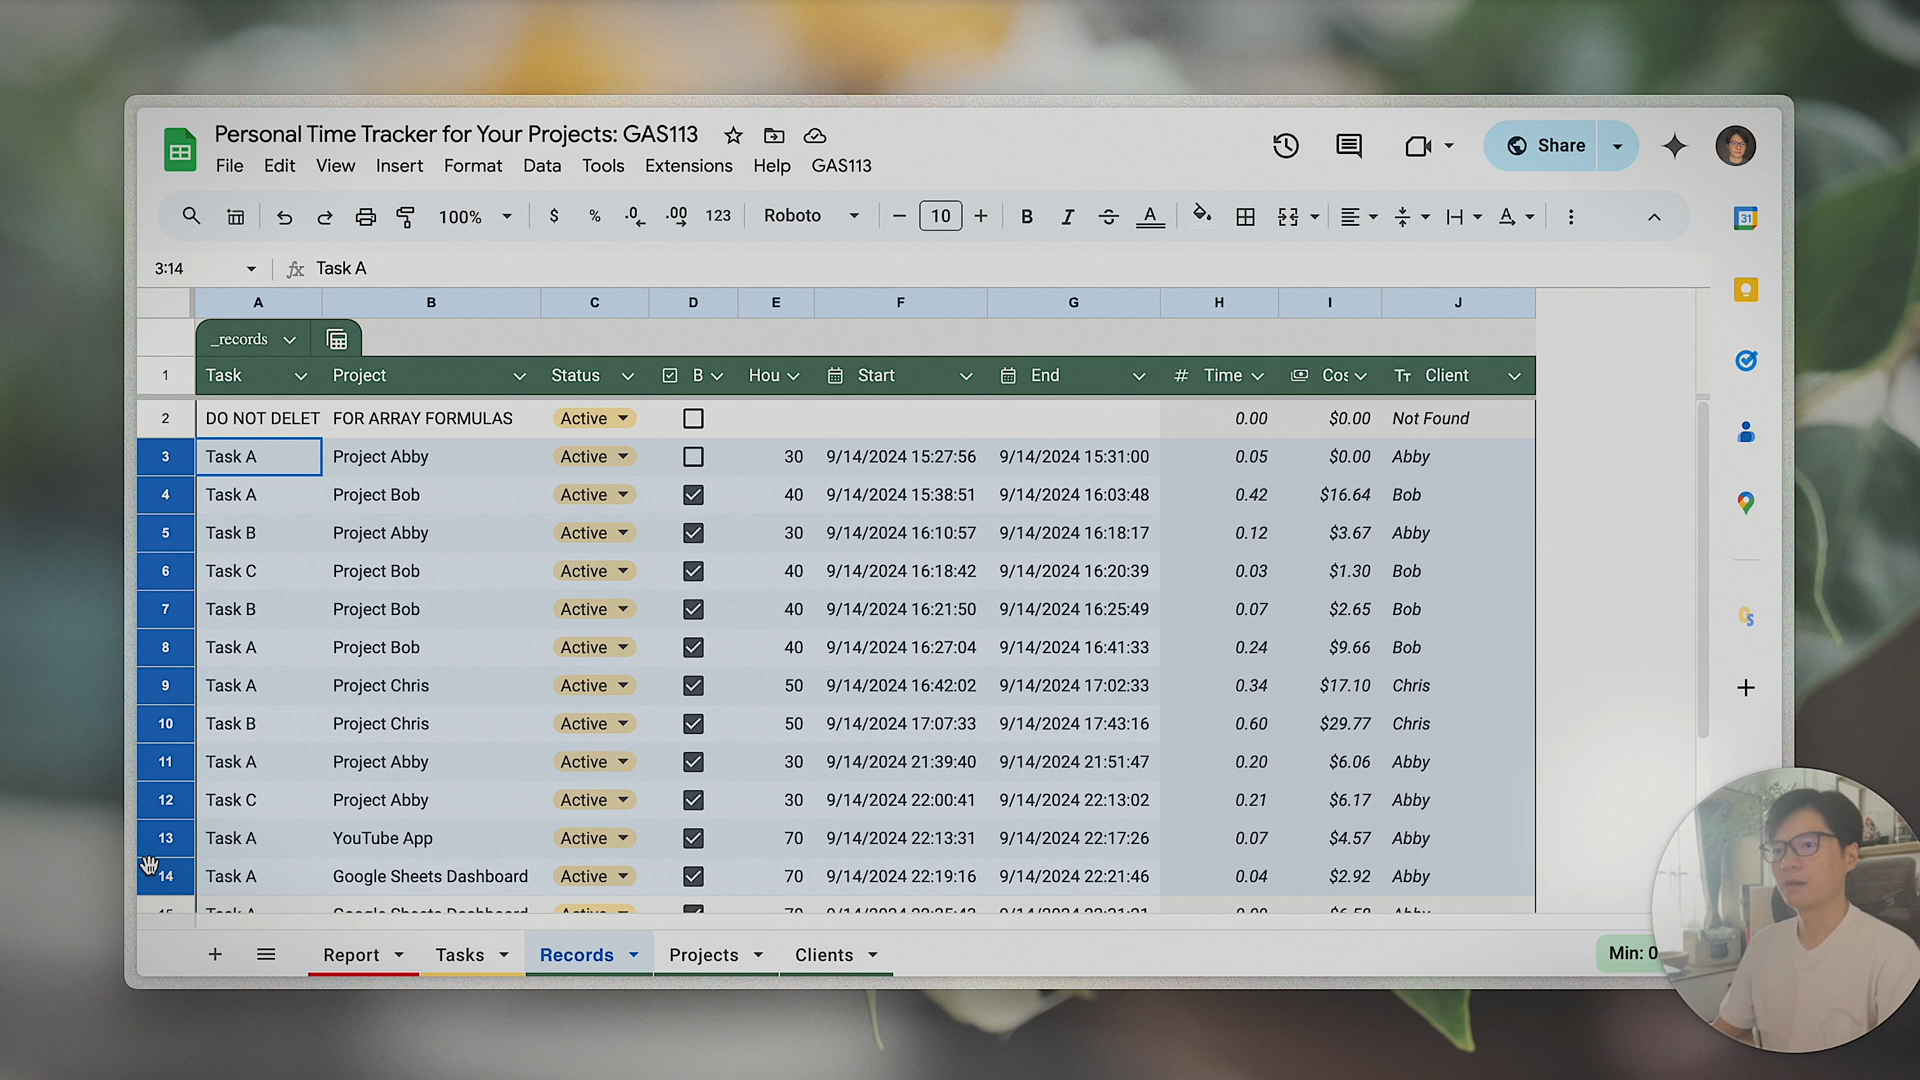 Personal Time Tracker for Your Projects: GAS113
File Edit View Insert Format Data Tools Extensions Help GAS113
Share
100% $ % .0 .00 123 Roboto 10 B I A
31
3:14 fx Task A
A B C D E F G H I J
_records
1 Task Project Status B Hou Start End # Time Cos Tт Client
2 DO NOT DELET FOR ARRAY FORMULAS Active 0.00 $0.00 Not Found
3 Task A Project Abby Active 30 9/14/2024 15:27:56 9/14/2024 15:31:00 0.05 $0.00 Abby
4 Task A Project Bob Active 40 9/14/2024 15:38:51 9/14/2024 16:03:48 0.42 $16.64 Bob
5 Task B Project Abby Active 30 9/14/2024 16:10:57 9/14/2024 16:18:17 0.12 $3.67 Abby
6 Task C Project Bob Active 40 9/14/2024 16:18:42 9/14/2024 16:20:39 0.03 $1.30 Bob
7 Task B Project Bob Active 40 9/14/2024 16:21:50 9/14/2024 16:25:49 0.07 $2.65 Bob
8 Task A Project Bob Active 40 9/14/2024 16:27:04 9/14/2024 16:41:33 0.24 $9.66 Bob
9 Task A Project Chris Active 50 9/14/2024 16:42:02 9/14/2024 17:02:33 0.34 $17.10 Chris
10 Task B Project Chris Active 50 9/14/2024 17:07:33 9/14/2024 17:43:16 0.60 $29.77 Chris
11 Task A Project Abby Active 30 9/14/2024 21:39:40 9/14/2024 21:51:47 0.20 $6.06 Abby
12 Task C Project Abby Active 30 9/14/2024 22:00:41 9/14/2024 22:13:02 0.21 $6.17 Abby
13 Task A YouTube App Active 70 9/14/2024 22:13:31 9/14/2024 22:17:26 0.07 $4.57 Abby
14 Task A Google Sheets Dashboard Active 70 9/14/2024 22:19:16 9/14/2024 22:21:46 0.04 $2.92 Abby
15 Task A Google Sheets Dashboard Active 70 Abby
Report Tasks Records Projects Clients Min: 0